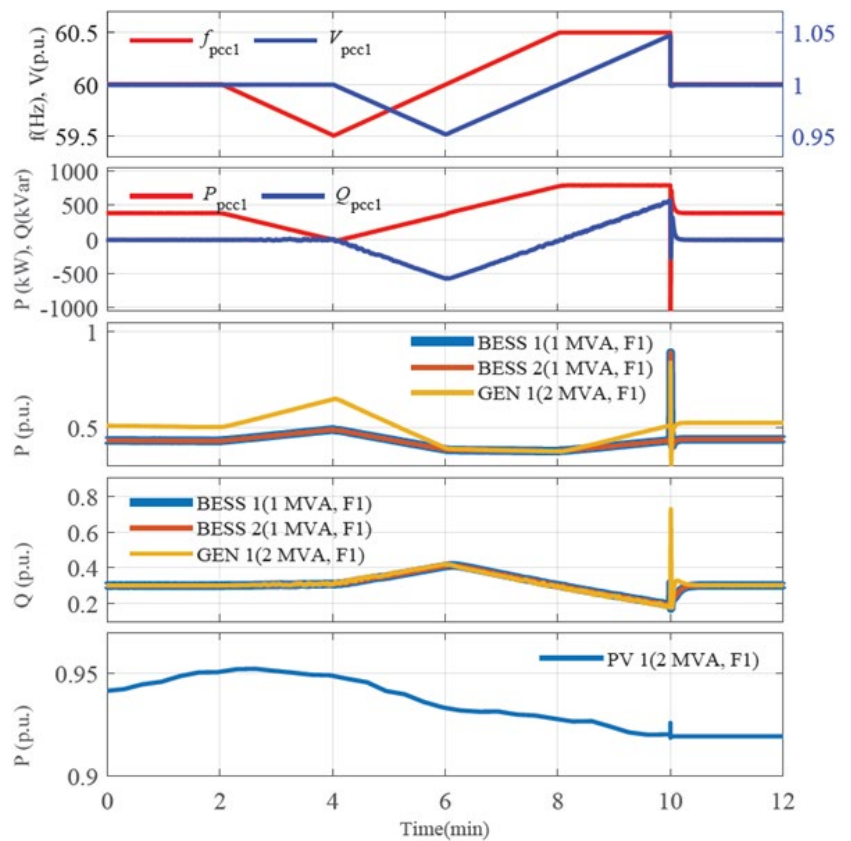 60.5
60
59.5
f(Hz), V(p.u.)
f pcc1
V pcc1
1.05
1
0.95
1000
500
0
-500
-1000
P (kW), Q(kVar)
P pcc1
Q pcc1
1
0.5
P (p.u.)
BESS 1(1 MVA, F1)
BESS 2(1 MVA, F1)
GEN 1(2 MVA, F1)
0.8
0.6
0.4
0.2
Q (p.u.)
BESS 1(1 MVA, F1)
BESS 2(1 MVA, F1)
GEN 1(2 MVA, F1)
0.95
0.9
P (p.u.)
PV 1(2 MVA, F1)
0 2 4 6 8 10 12
Time(min)